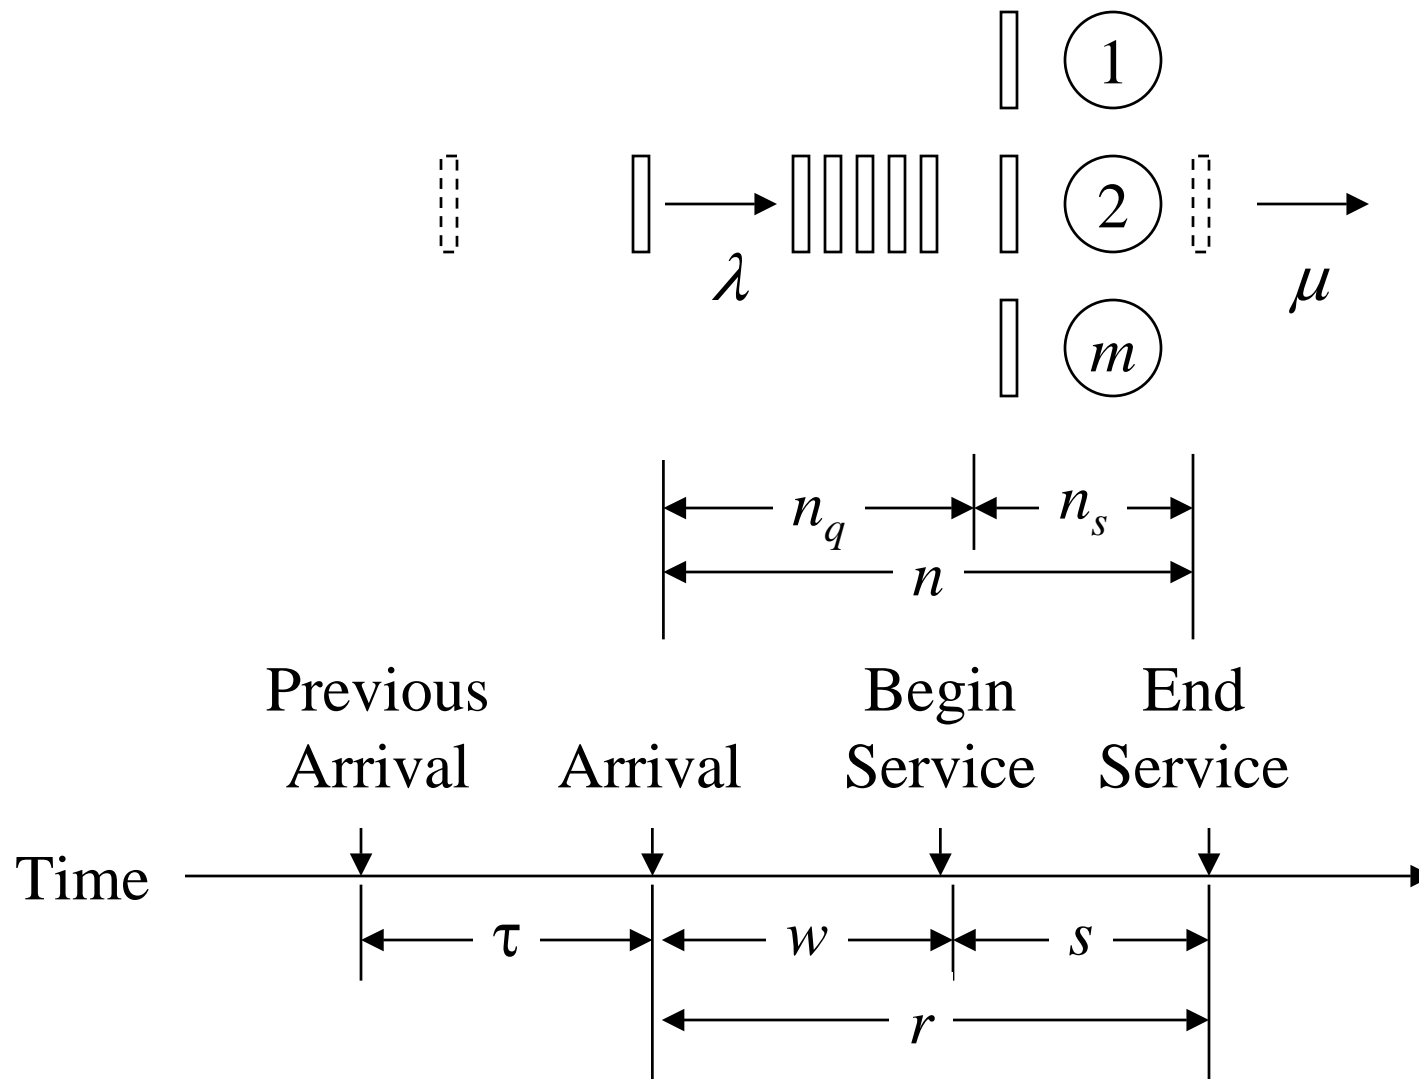 1
2
λ
μ
m
n_q
n_s
n
Previous Arrival
Arrival
Begin Service
End Service
Time
τ
w
s
r